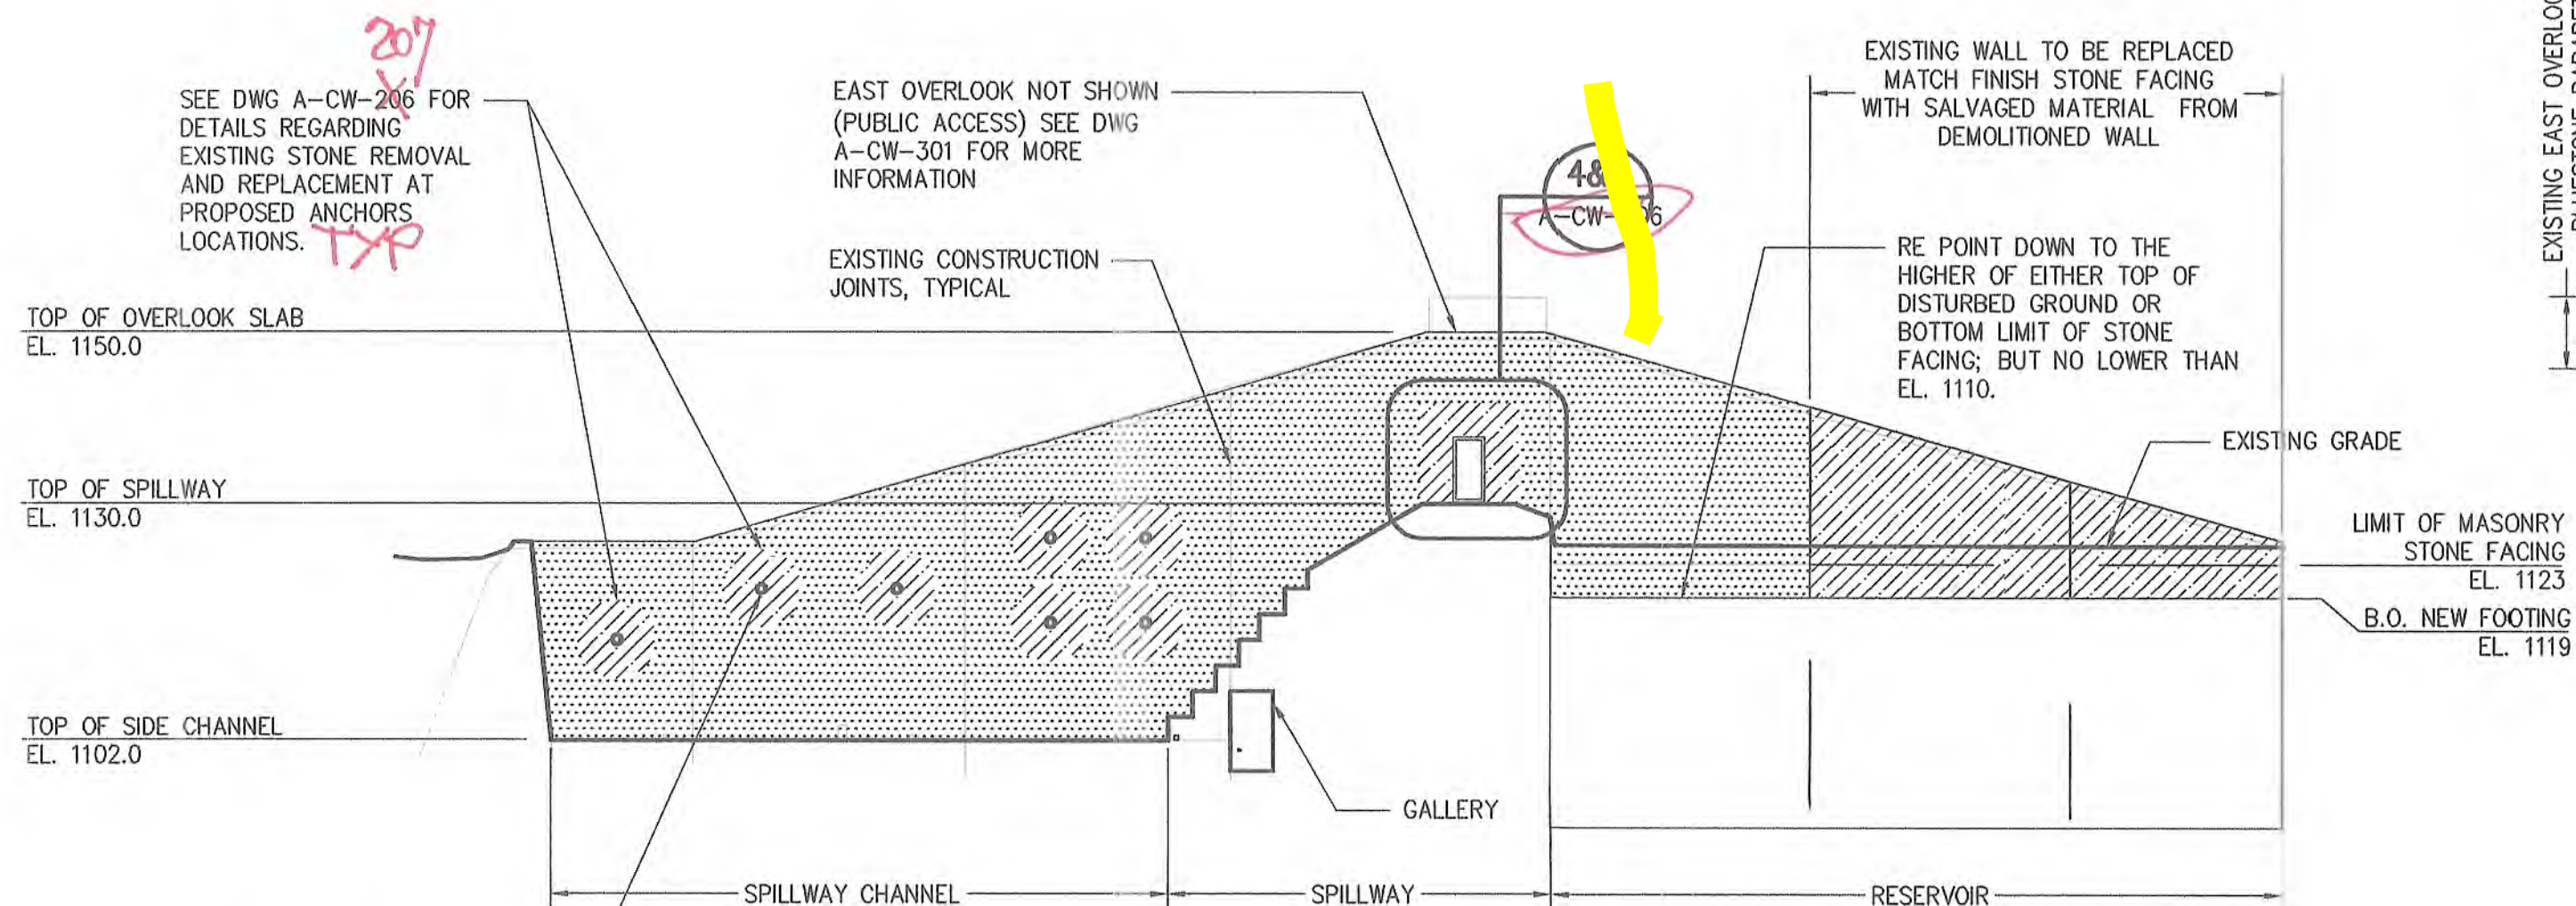 207
SEE DWG A-CW-206 FOR
DETAILS REGARDING
EXISTING STONE REMOVAL
AND REPLACEMENT AT
PROPOSED ANCHORS
LOCATIONS. TYP
EAST OVERLOOK NOT SHOWN
(PUBLIC ACCESS) SEE DWG
A-CW-301 FOR MORE
INFORMATION
EXISTING CONSTRUCTION
JOINTS, TYPICAL
EXISTING WALL TO BE REPLACED
MATCH FINISH STONE FACING
WITH SALVAGED MATERIAL FROM
DEMOLITIONED WALL
RE POINT DOWN TO THE
HIGHER OF EITHER TOP OF
DISTURBED GROUND OR
BOTTOM LIMIT OF STONE
FACING; BUT NO LOWER THAN
EL. 1110.
EXISTING EAST
TOP OF OVERLOOK SLAB
EL. 1150.0
TOP OF SPILLWAY
EL. 1130.0
TOP OF SIDE CHANNEL
EL. 1102.0
EXISTING GRADE
LIMIT OF MASONRY
STONE FACING
EL. 1123
B.O. NEW FOOTING
EL. 1119
GALLERY
SPILLWAY CHANNEL
SPILLWAY
RESERVOIR